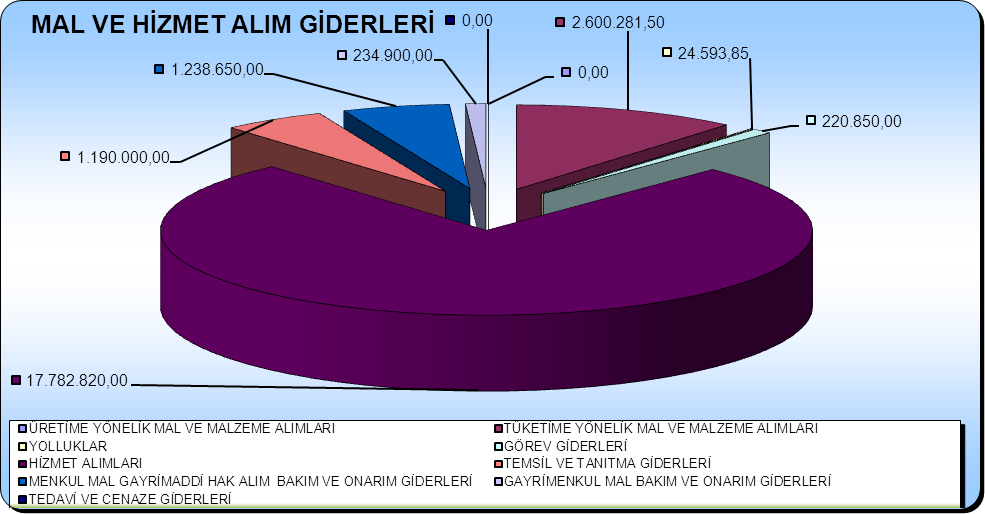 MAL VE HİZMET ALIM GİDERLERİ
0,00
2.600.281,50
234.900,00
24.593,85
1.238.650,00
0,00
220.850,00
1.190.000,00
17.782.820,00
ÜRETİME YÖNELİK MAL VE MALZEME ALIMLARI
TÜKETİME YÖNELİK MAL VE MALZEME ALIMLARI
YOLLUKLAR
GÖREV GİDERLERİ
HİZMET ALIMLARI
TEMSİL VE TANITMA GİDERLERİ
MENKUL MAL GAYRİMADDİ HAK ALIM BAKIM VE ONARIM GİDERLERİ
GAYRİMENKUL MAL BAKIM VE ONARIM GİDERLERİ
TEDAVİ VE CENAZE GİDERLERİ